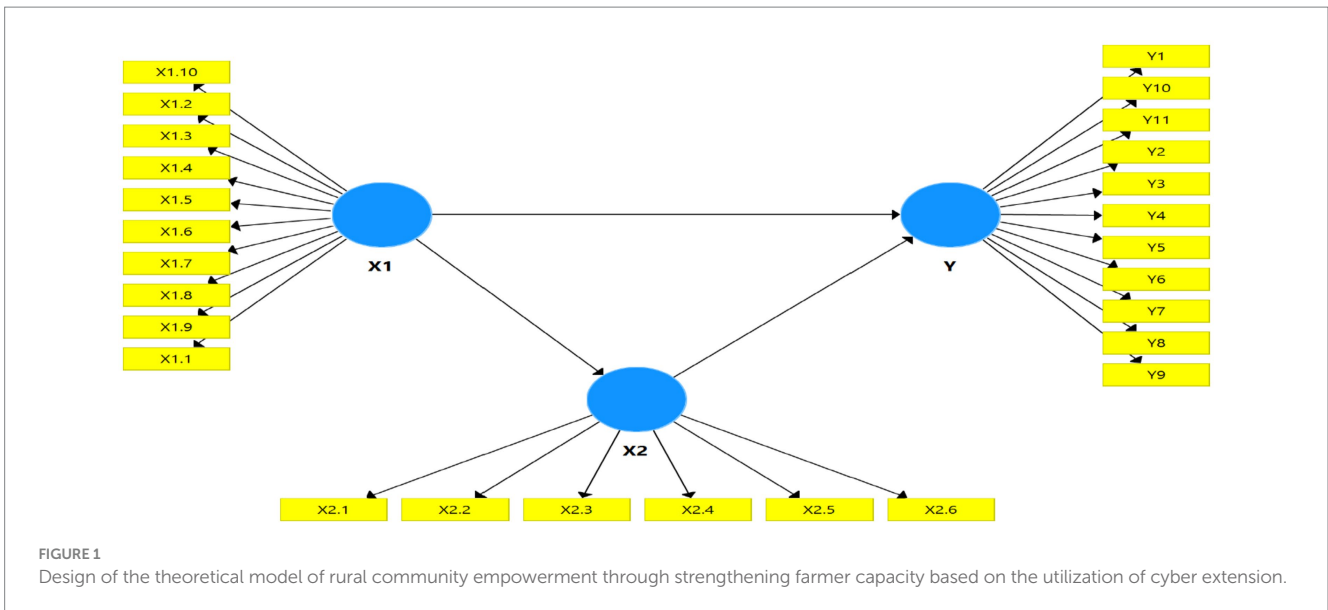 X1.10
X1.2
X1.3
X1.4
X1.5
X1.6
X1.7
X1.8
X1.9
X1.1
X1
Y1
Y10
Y11
Y2
Y3
Y4
Y5
Y6
Y7
Y8
Y9
Y
X2
X2.1 X2.2 X2.3 X2.4 X2.5 X2.6
FIGURE 1
Design of the theoretical model of rural community empowerment through strengthening farmer capacity based on the utilization of cyber extension.